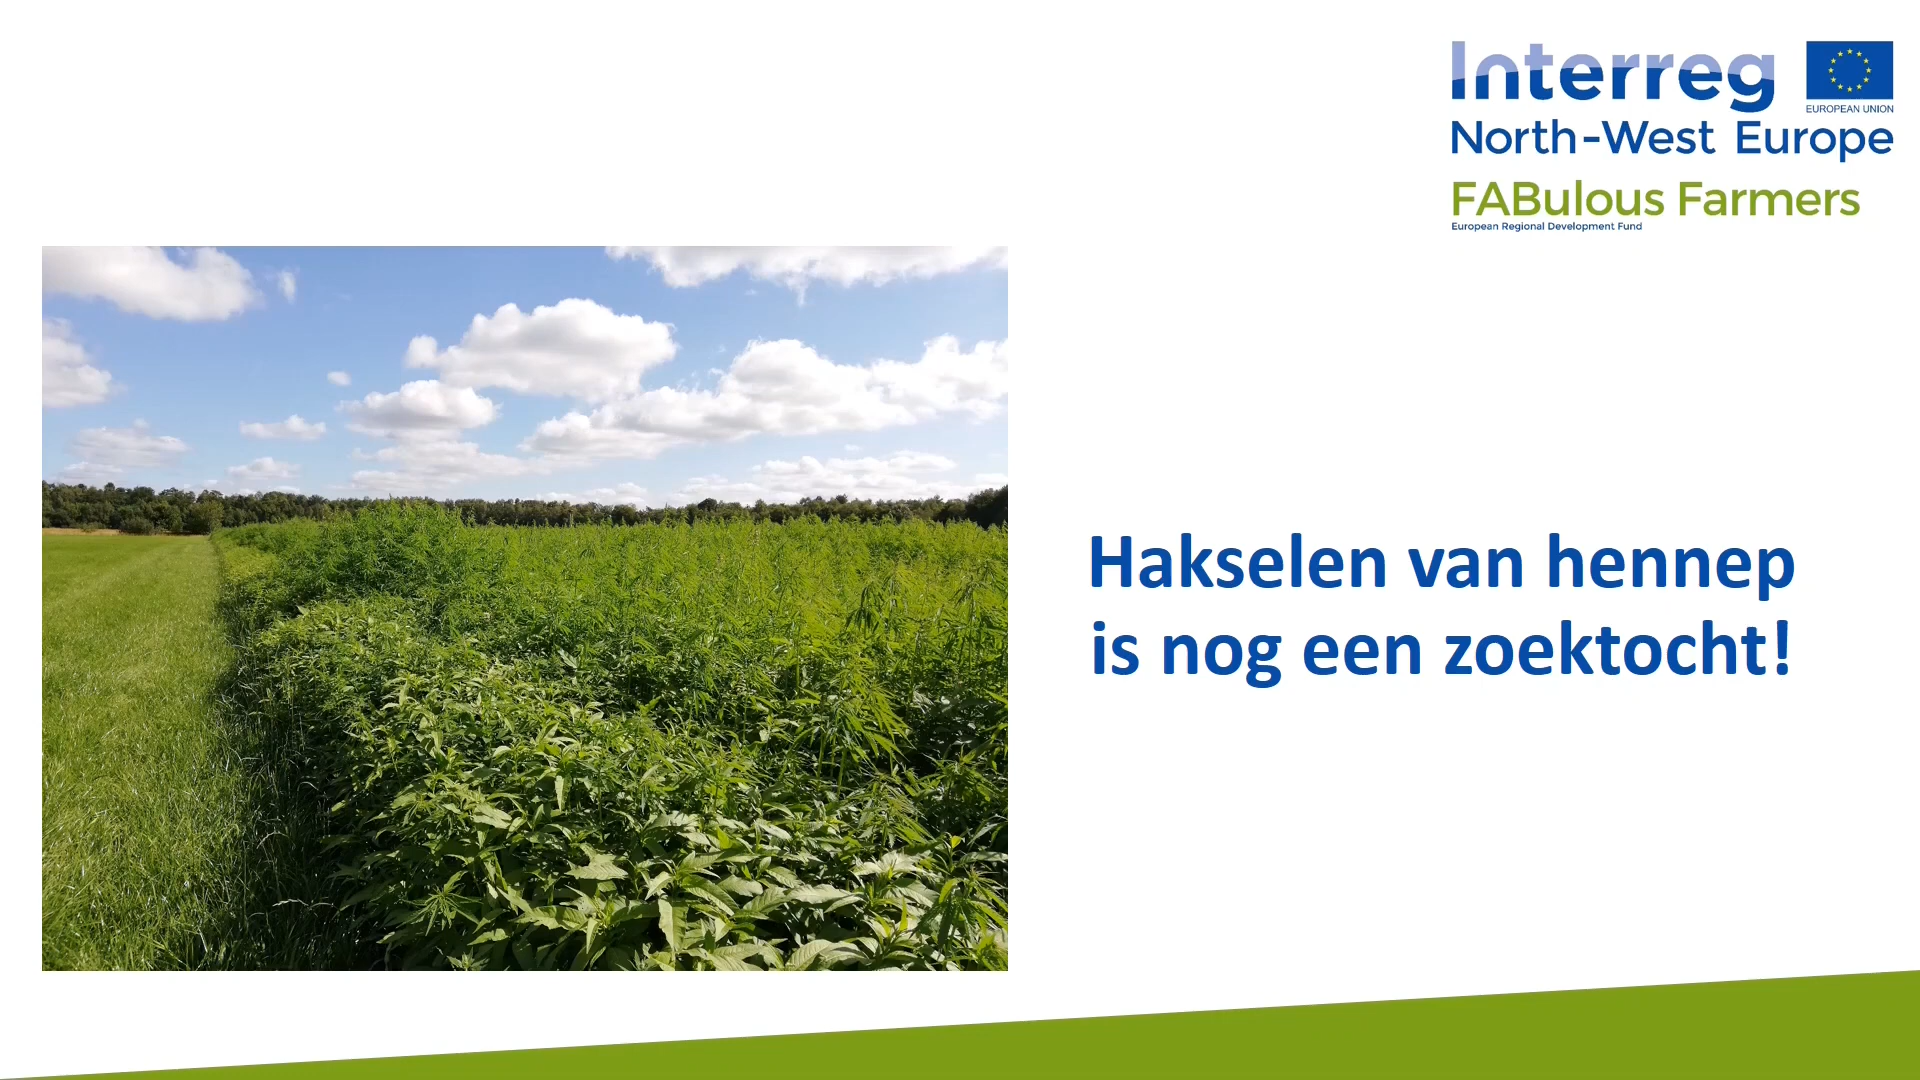 Interreg
EUROPEAN UNION
North-West Europe
FABulous Farmers
European Regional Development Fund
Hakselen van hennep
is nog een zoektocht!